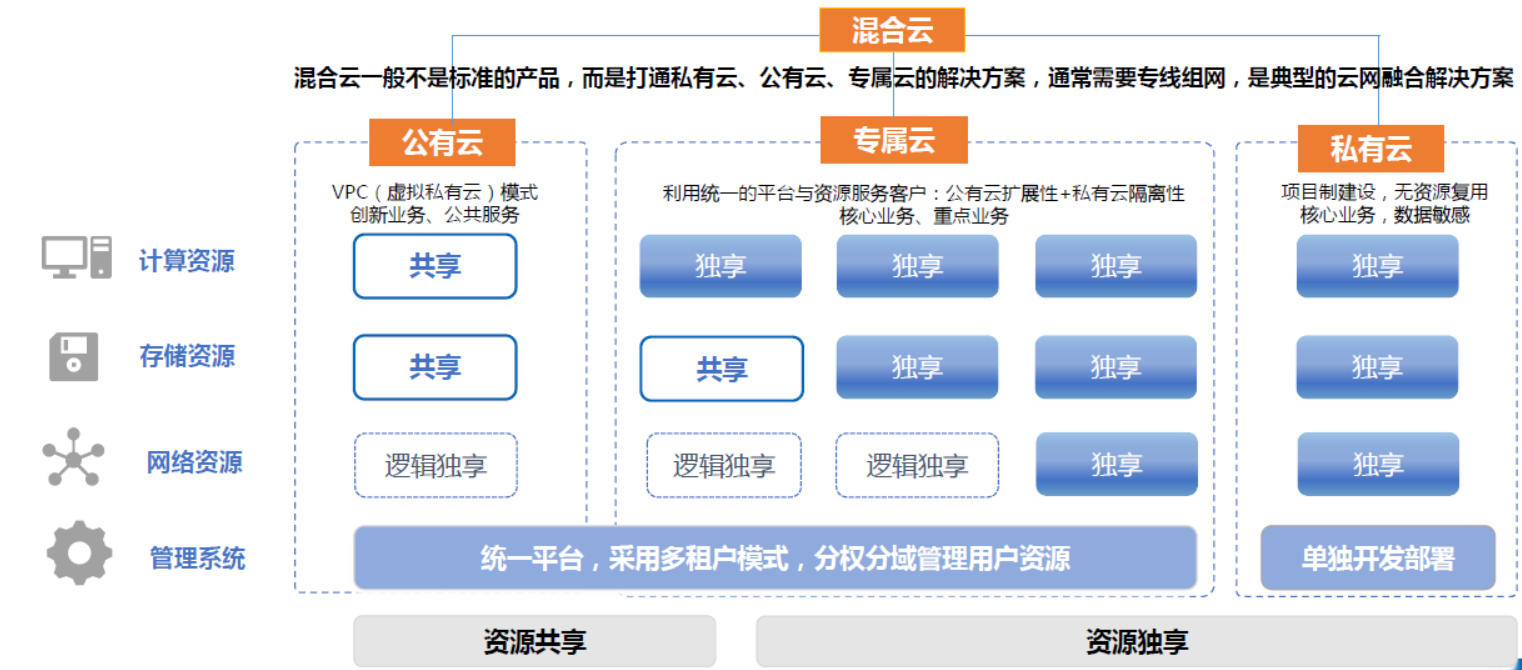 混合云
混合云一般不是标准的产品，而是打通私有云、公有云、专属云的解决方案，通常需要专线组网，是典型的云网融合解决方案
公有云
专属云
私有云
VPC（虚拟私有云）模式
创新业务、公共服务
利用统一的平台与资源服务客户：公有云扩展性+私有云隔离性
核心业务、重点业务
项目制建设，无资源复用
核心业务，数据敏感
计算资源
共享
独享
独享
独享
独享
存储资源
共享
共享
独享
独享
独享
网络资源
逻辑独享
逻辑独享
逻辑独享
独享
独享
管理系统
统一平台，采用多租户模式，分权分域管理用户资源
单独开发部署
资源共享
资源独享